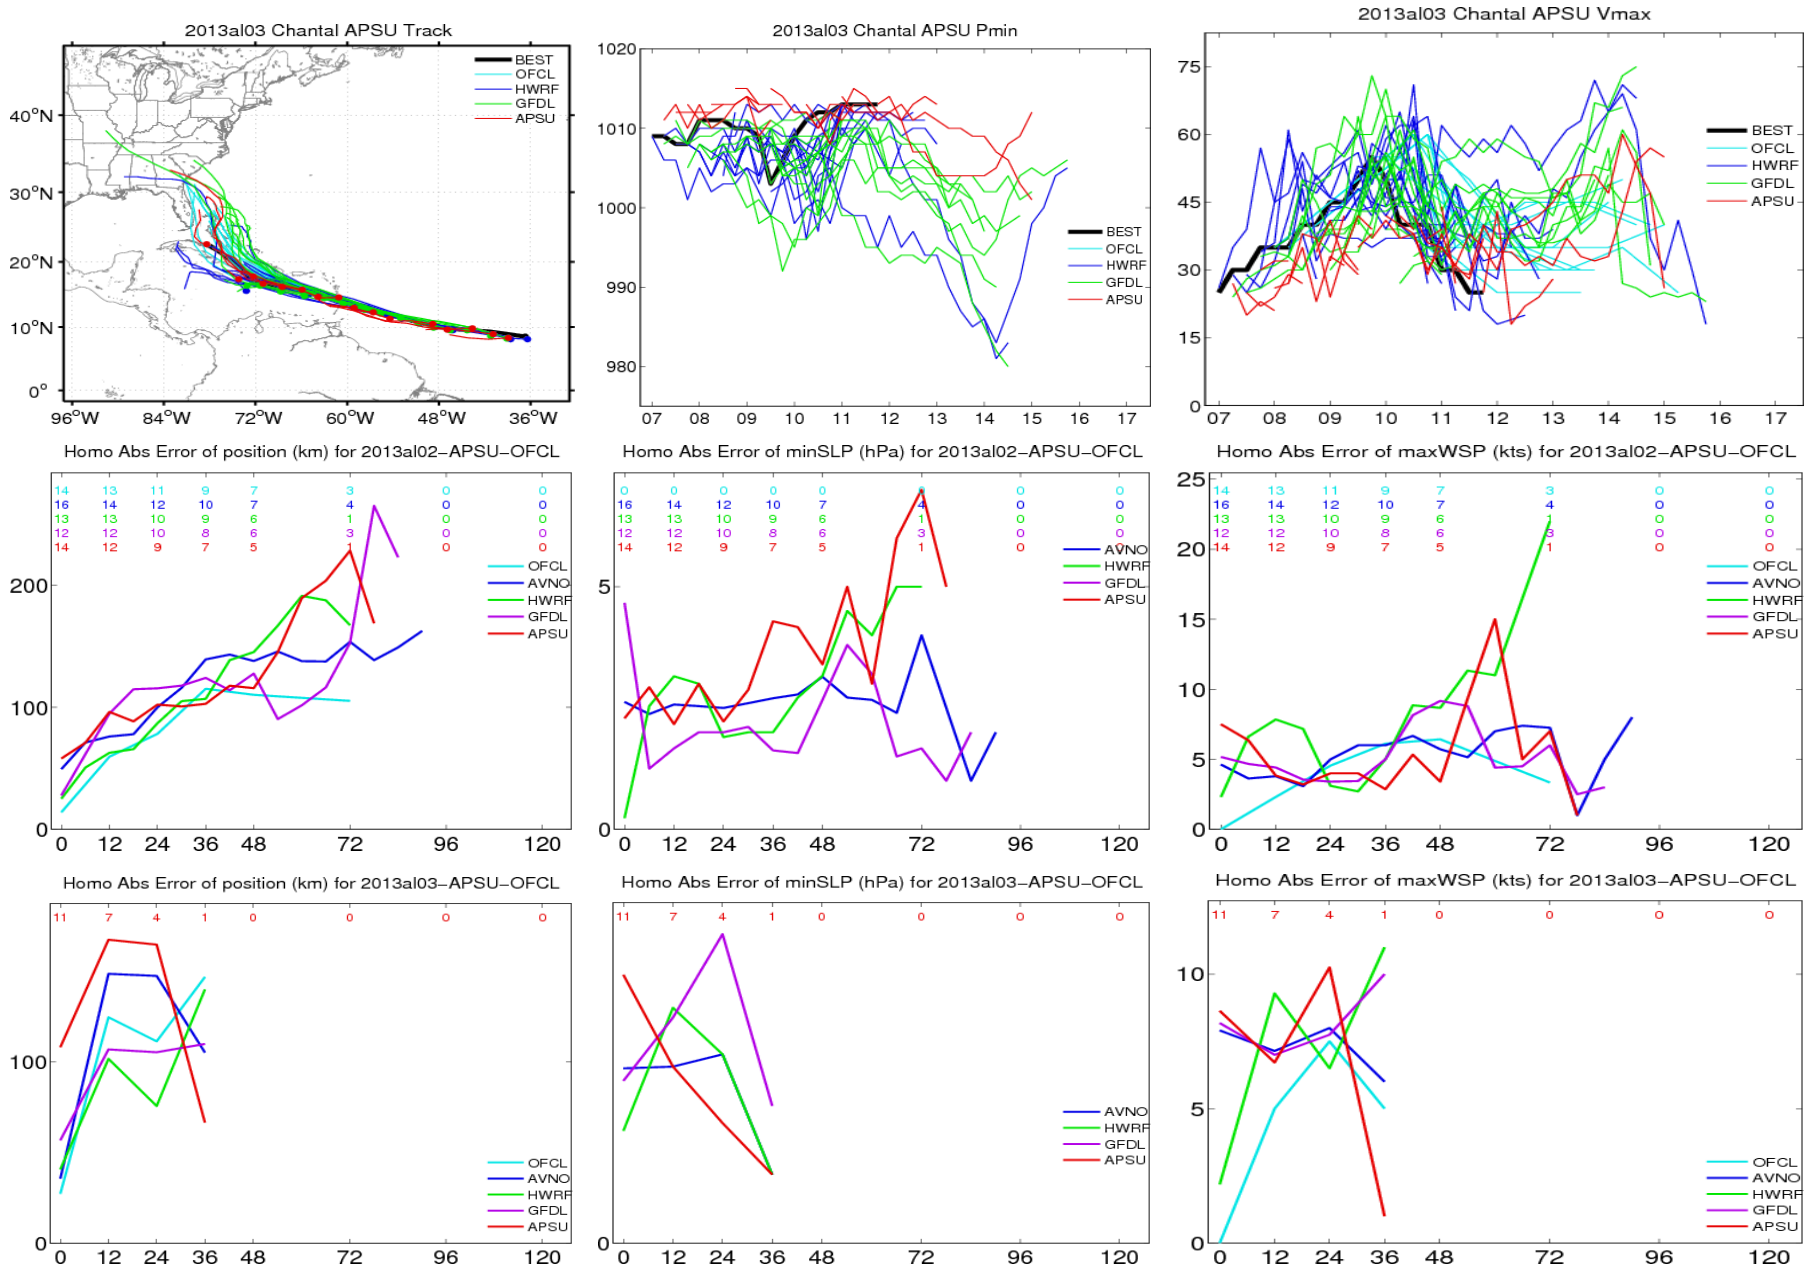 2013al03 Chantal APSU Track
BEST
OFCL
HWRF
GFDL
APSU
40°N
30°N
20°N
10°N
0°
96°W 84°W 72°W 60°W 48°W 36°W
2013al03 Chantal APSU Pmin
1020
1010
1000
990
980
BEST
OFCL
HWRF
GFDL
APSU
07 08 09 10 11 12 13 14 15 16 17
2013al03 Chantal APSU Vmax
75
60
45
30
15
0
BEST
OFCL
HWRF
GFDL
APSU
07 08 09 10 11 12 13 14 15 16 17
Homo Abs Error of position (km) for 2013al02-APSU-OFCL
14 13 11 9 7 3 0 0
16 14 12 10 7 4 0 0
13 13 10 9 6 1 0 0
12 12 10 8 6 3 0 0
14 12 9 7 5 1 0 0
200
100
0
OFCL
AVNO
HWRF
GFDL
APSU
0 12 24 36 48 72 96 120
Homo Abs Error of minSLP (hPa) for 2013al02-APSU-OFCL
0 0 0 0 0 0 0
16 14 12 10 7 4 0 0
13 13 10 9 6 1 0 0
12 12 10 8 6 3 0 0
14 12 9 7 5 1 0
5
0
AVNO
HWRF
GFDL
APSU
0 12 24 36 48 72 96 120
Homo Abs Error of maxWSP (kts) for 2013al02-APSU-OFCL
14 13 11 9 7 3 0 0
16 14 12 10 7 4 0 0
13 13 10 9 6 1 0 0
12 12 10 8 6 3 0 0
14 12 9 7 5 1 0 0
25
20
15
10
5
0
OFCL
AVNO
HWRF
GFDL
APSU
0 12 24 36 48 72 96 120
Homo Abs Error of position (km) for 2013al03-APSU-OFCL
11 7 4 1 0 0 0 0
100
0
OFCL
AVNO
HWRF
GFDL
APSU
0 12 24 36 48 72 96 120
Homo Abs Error of minSLP (hPa) for 2013al03-APSU-OFCL
11 7 4 1 0 0 0 0
0
AVNO
HWRF
GFDL
APSU
0 12 24 36 48 72 96 120
Homo Abs Error of maxWSP (kts) for 2013al03-APSU-OFCL
11 7 4 1 0 0 0 0
10
5
0
OFCL
AVNO
HWRF
GFDL
APSU
0 12 24 36 48 72 96 120